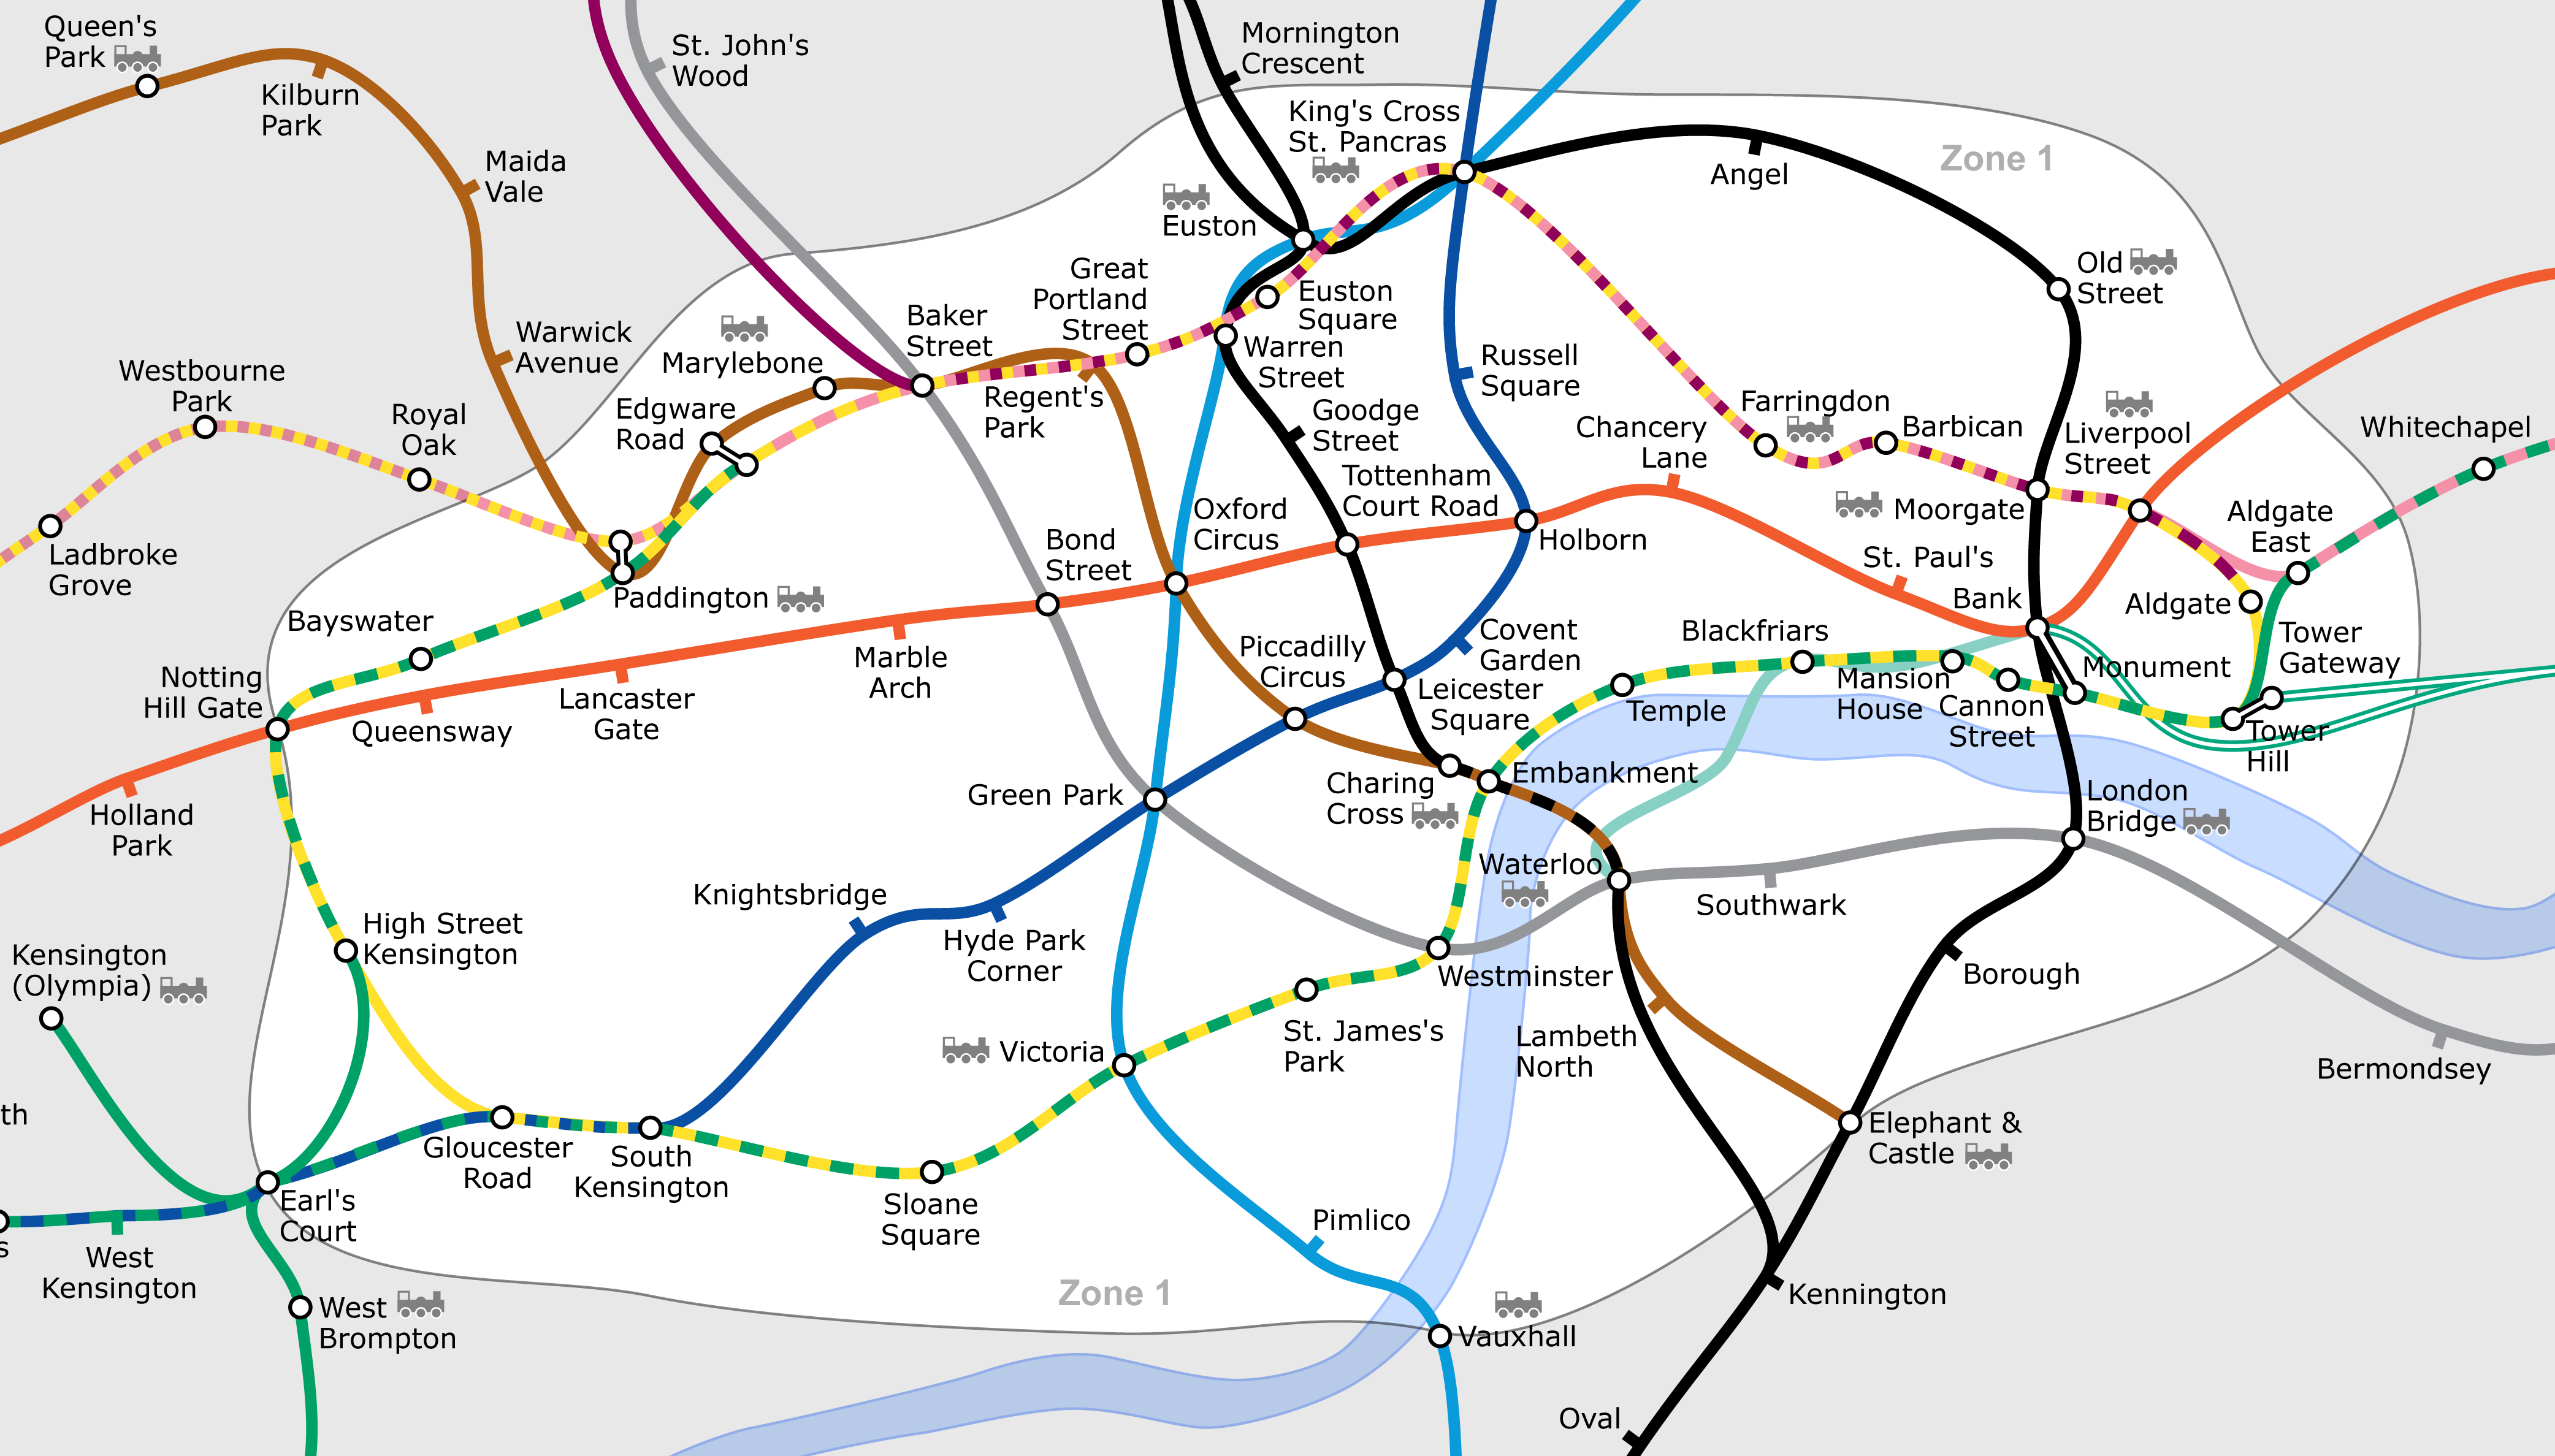 Queen's
Park
Kilburn
Park
Maida
Vale
St. John's
Wood
Mornington
Crescent
King's Cross
St. Pancras
Angel
Zone 1
Euston
Old
Street
Great
Portland
Street
Euston
Square
Baker
Street
Warwick
Avenue
Marylebone
Warren
Street
Russell
Square
Westbourne
Park
Royal
Oak
Edgware
Road
Regent's
Park
Goodge
Street
Chancery
Lane
Farringdon
Barbican
Liverpool
Street
Whitechapel
Tottenham
Court Road
Oxford
Circus
Moorgate
Aldgate
East
Ladbroke
Grove
Bond
Street
Holborn
St. Paul's
Paddington
Bank
Aldgate
Bayswater
Piccadilly
Circus
Covent
Garden
Blackfriars
Tower
Gateway
Notting
Hill Gate
Marble
Arch
Monument
Queensway
Lancaster
Gate
Leicester
Square
Temple
Mansion
House
Cannon
Street
Tower
Hill
Holland
Park
Green Park
Charing
Cross
Embankment
London
Bridge
Waterloo
Knightsbridge
Southwark
High Street
Kensington
Hyde Park
Corner
Kensington
(Olympia)
Westminster
Borough
St. James's
Park
Victoria
Lambeth
North
Bermondsey
th
Gloucester
Road
South
Kensington
Elephant &
Castle
Earl's
Court
Sloane
Square
Pimlico
s
West
Kensington
Zone 1
Kennington
West
Brompton
Vauxhall
Oval